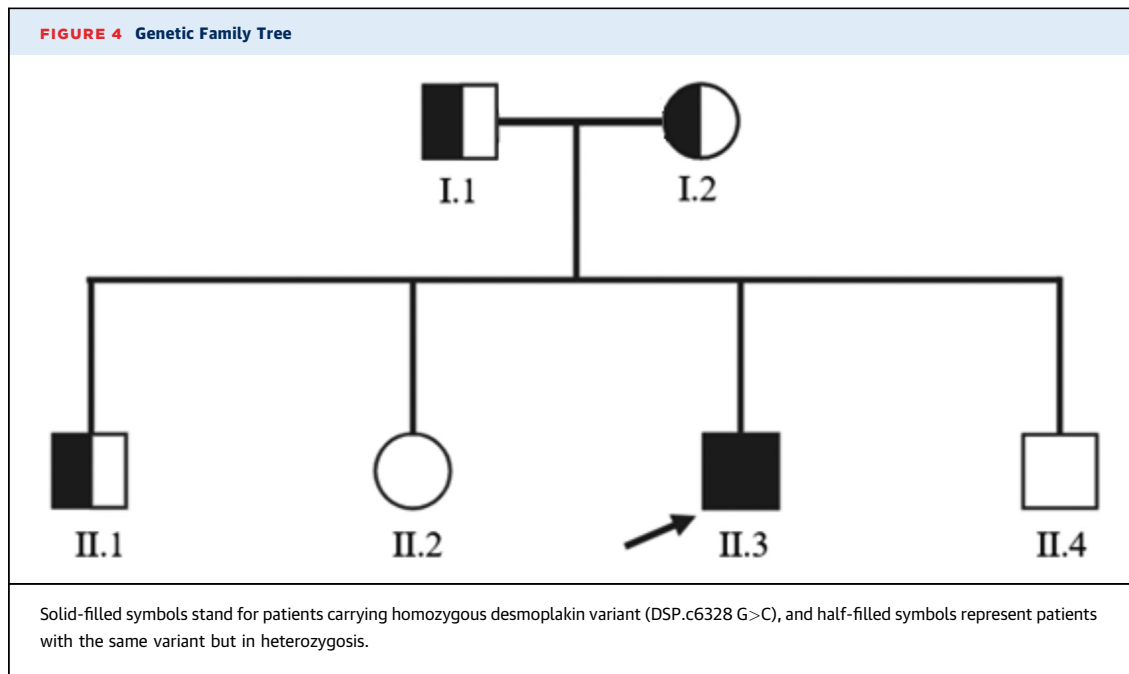 FIGURE 4 Genetic Family Tree
I.1 I.2
II.1 II.2 II.3 II.4
Solid-filled symbols stand for patients carrying homozygous desmoplakin variant (DSP.c6328 G>C), and half-filled symbols represent patients
with the same variant but in heterozygosis.